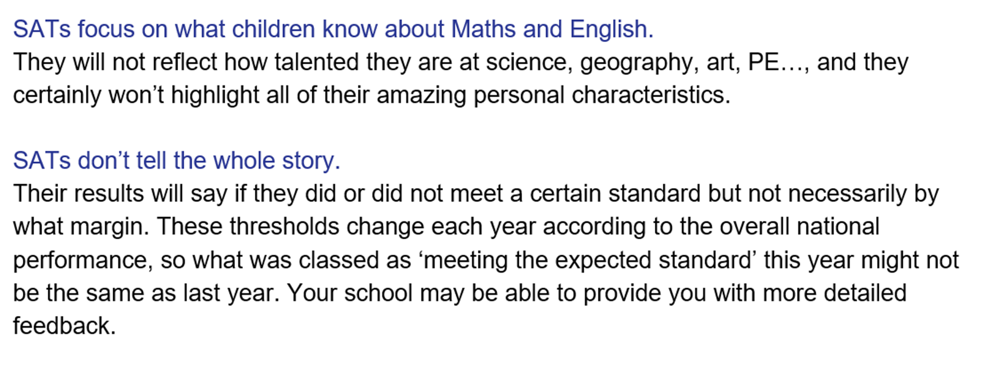 SATs focus on what children know about Maths and English.
They will not reflect how talented they are at science, geography, art, PE…, and they
certainly won’t highlight all of their amazing personal characteristics.
SATs don’t tell the whole story.
Their results will say if they did or did not meet a certain standard but not necessarily by
what margin. These thresholds change each year according to the overall national
performance, so what was classed as ‘meeting the expected standard’ this year might not
be the same as last year. Your school may be able to provide you with more detailed
feedback.